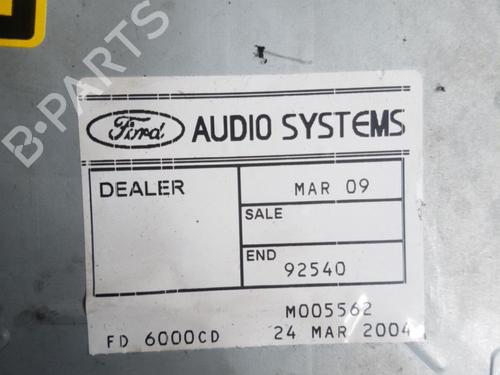 B-PARTS
Ford AUDIO SYSTEMS
DEALER MAR 09
SALE
END
92540
M005562
FD 6000CD 24 MAR 2004